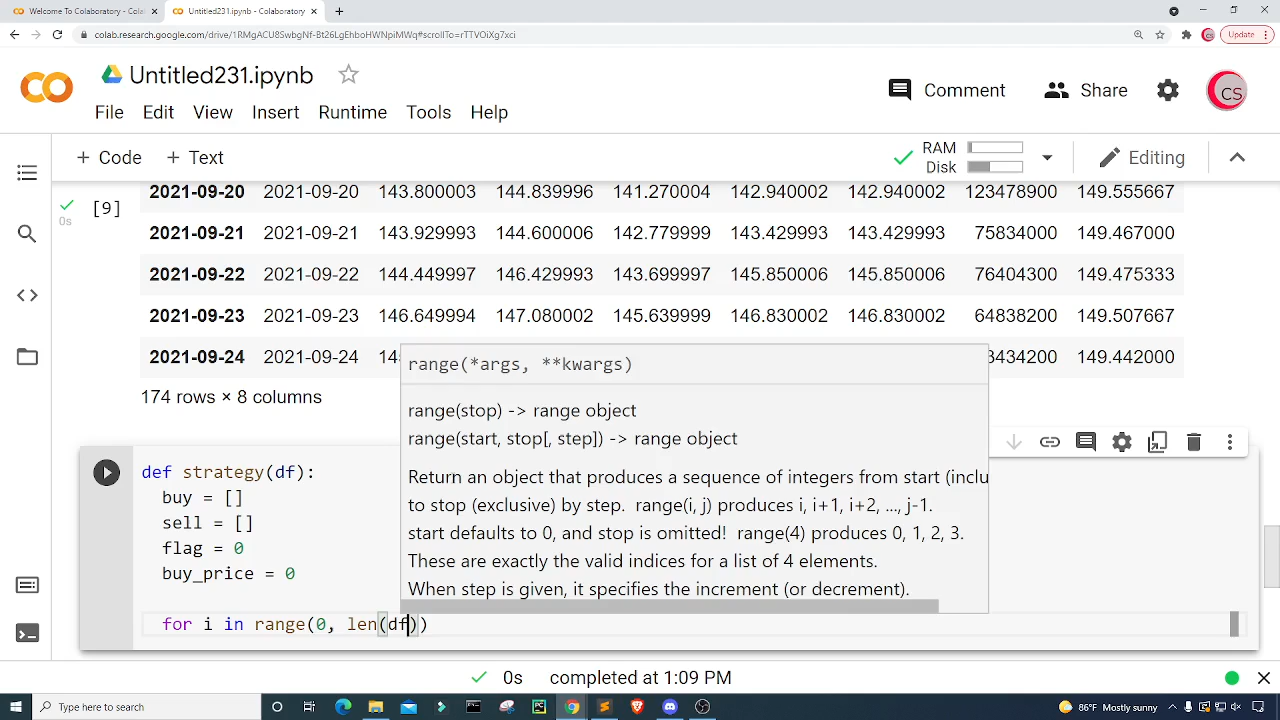 Welcome To Colaboratory - Colal
Untitled231.ipynb - Colaboratory
colab.research.google.com/drive/1RMgACU8SwbgNf-Bt26LgEhboHWNpiMWq#scrollTo=rTTVOiXg7xci
Update
Untitled231.ipynb
Comment
Share
CS
File Edit View Insert Runtime Tools Help
+ Code + Text
RAM
Disk
Editing
[9]
0s
2021-09-20 2021-09-20 143.800003 144.839996 141.270004 142.940002 142.940002 123478900 149.555667
2021-09-21 2021-09-21 143.929993 144.600006 142.779999 143.429993 143.429993 75834000 149.467000
2021-09-22 2021-09-22 144.449997 146.429993 143.699997 145.850006 145.850006 76404300 149.475333
2021-09-23 2021-09-23 146.649994 147.080002 145.639999 146.830002 146.830002 64838200 149.507667
2021-09-24 2021-09-24 14 3434200 149.442000
174 rows × 8 columns
range(*args, **kwargs)
range(stop) -> range object
range(start, stop[, step]) -> range object
Return an object that produces a sequence of integers from start (inclu
to stop (exclusive) by step. range(i, j) produces i, i+1, i+2, ..., j-1.
start defaults to 0, and stop is omitted! range(4) produces 0, 1, 2, 3.
These are exactly the valid indices for a list of 4 elements.
When step is given, it specifies the increment (or decrement).
def strategy(df):
buy = []
sell = []
flag = 0
buy_price = 0
for i in range(0, len(df))
0s completed at 1:09 PM
Type here to search
86°F Mostly sunny